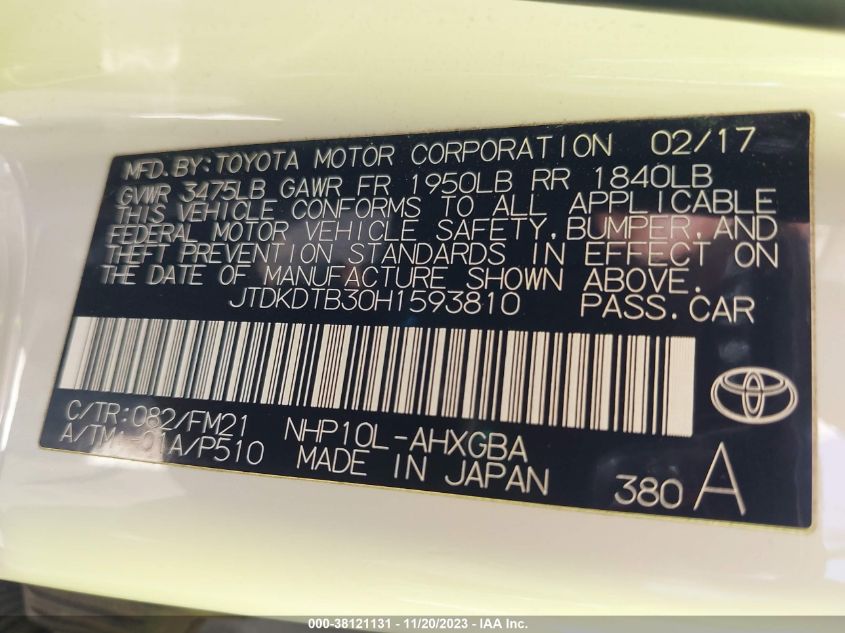 MFD. BY: TOYOTA MOTOR CORPORATION 02/17
GVWR 3475LB GAWR FR 1950LB RR 1840LB
THIS VEHICLE CONFORMS TO ALL APPLICABLE
FEDERAL MOTOR VEHICLE SAFETY, BUMPER, AND
THEFT PREVENTION STANDARDS IN EFFECT ON
THE DATE OF MANUFACTURE SHOWN ABOVE.
JTDKDTB30H1593810 PASS. CAR
C/TR: 082/FM21 NHP10L-AHXGBA
A/TM: -01A/P510 MADE IN JAPAN 380 A
000-38121131 - 11/20/2023 - IAA Inc.